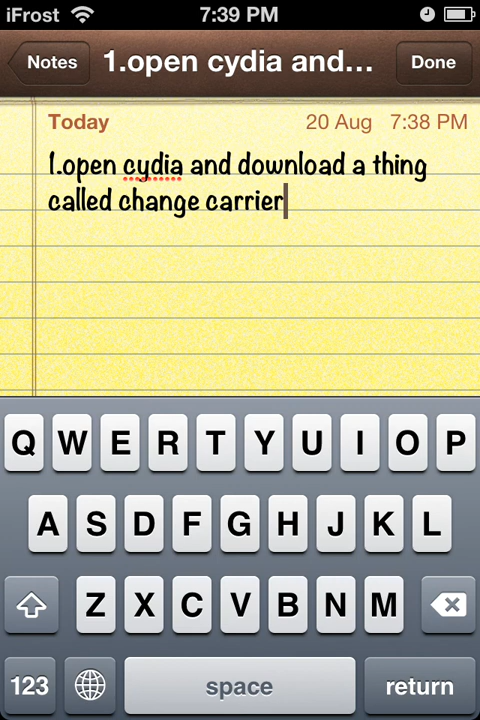 iFrost 7:39 PM
Notes 1.open cydia and... Done
Today 20 Aug 7:38 PM
1.open cydia and download a thing
called change carrier
Q W E R T Y U I O P
A S D F G H J K L
Z X C V B N M
123 space return